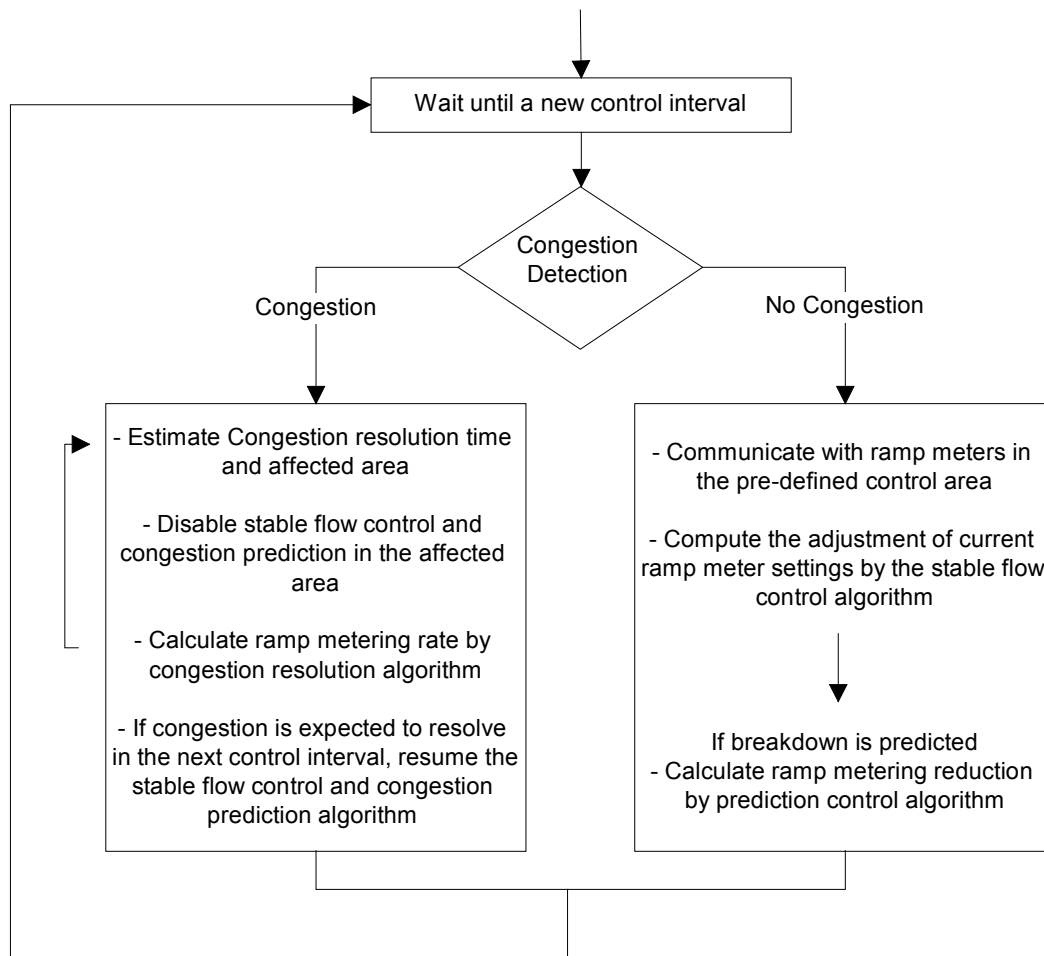 Wait until a new control interval
Congestion
Detection
Congestion
No Congestion
- Estimate Congestion resolution time
and affected area
- Disable stable flow control and
congestion prediction in the affected
area
- Calculate ramp metering rate by
congestion resolution algorithm
- If congestion is expected to resolve
in the next control interval, resume the
stable flow control and congestion
prediction algorithm
- Communicate with ramp meters in
the pre-defined control area
- Compute the adjustment of current
ramp meter settings by the stable flow
control algorithm
If breakdown is predicted
- Calculate ramp metering reduction
by prediction control algorithm